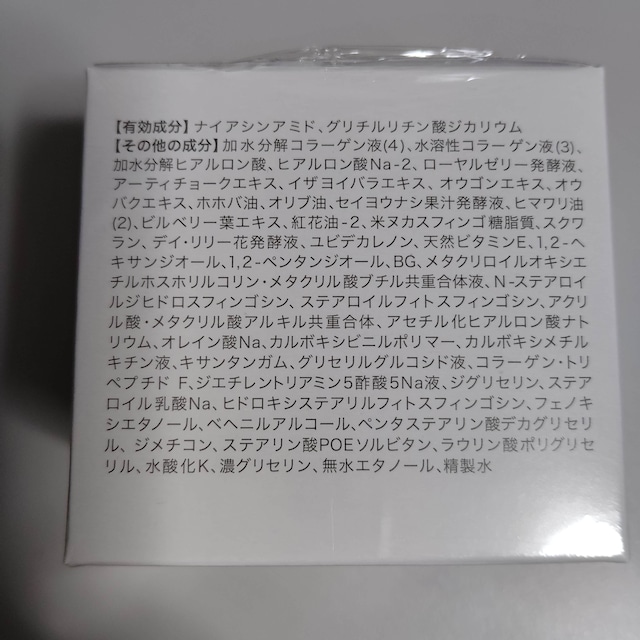 【有効成分】ナイアシンアミド、グリチルリチン酸ジカリウム
【その他の成分】加水分解コラーゲン液(4)、水溶性コラーゲン液(3)、
加水分解ヒアルロン酸、ヒアルロン酸Na-2、ローヤルゼリー発酵液、
アーティチョークエキス、イザヨイバラエキス、オウゴンエキス、オウ
バクエキス、ホホバ油、オリブ油、セイヨウナシ果汁発酵液、ヒマワリ油
(2)、ビルベリー葉エキス、紅花油-2、米ヌカスフィンゴ糖脂質、スクワ
ラン、デイ・リリー花発酵液、ユビデカレノン、天然ビタミンE、1,2-ヘ
キサンジオール、1,2-ペンタンジオール、BG、メタクリロイルオキシエ
チルホスホリルコリン・メタクリル酸ブチル共重合体液、N-ステアロイ
ルジヒドロスフィンゴシン、ステアロイルフィトスフィンゴシン、アクリ
ル酸・メタクリル酸アルキル共重合体、アセチル化ヒアルロン酸ナト
リウム、オレイン酸Na、カルボキシビニルポリマー、カルボキシメチル
キチン液、キサンタンガム、グリセリルグルコシド液、コラーゲン・トリ
ペプチド F、ジエチレントリアミン5酢酸5Na液、ジグリセリン、ステア
ロイル乳酸Na、ヒドロキシステアリルフィトスフィンゴシン、フェノキ
シエタノール、ベヘニルアルコール、ペンタステアリン酸デカグリセリ
ル、ジメチコン、ステアリン酸POEソルビタン、ラウリン酸ポリグリセ
リル、水酸化K、濃グリセリン、無水エタノール、精製水